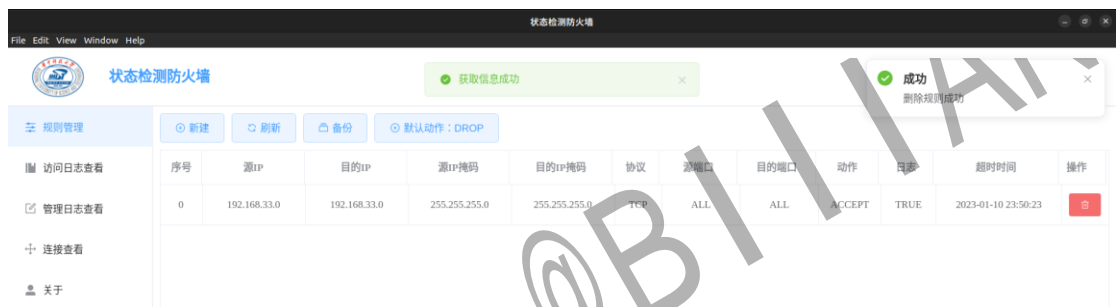 状态检测防火墙
File Edit View Window Help
状态检测防火墙
获取信息成功
成功
删除规则成功
规则管理
新建 刷新 备份 默认动作：DROP
访问日志查看
管理日志查看
连接查看
关于
序号 源IP 目的IP 源IP掩码 目的IP掩码 协议 源端口 目的端口 动作 日志 超时时间 操作
0 192.168.33.0 192.168.33.0 255.255.255.0 255.255.255.0 TCP ALL ALL ACCEPT TRUE 2023-01-10 23:50:23